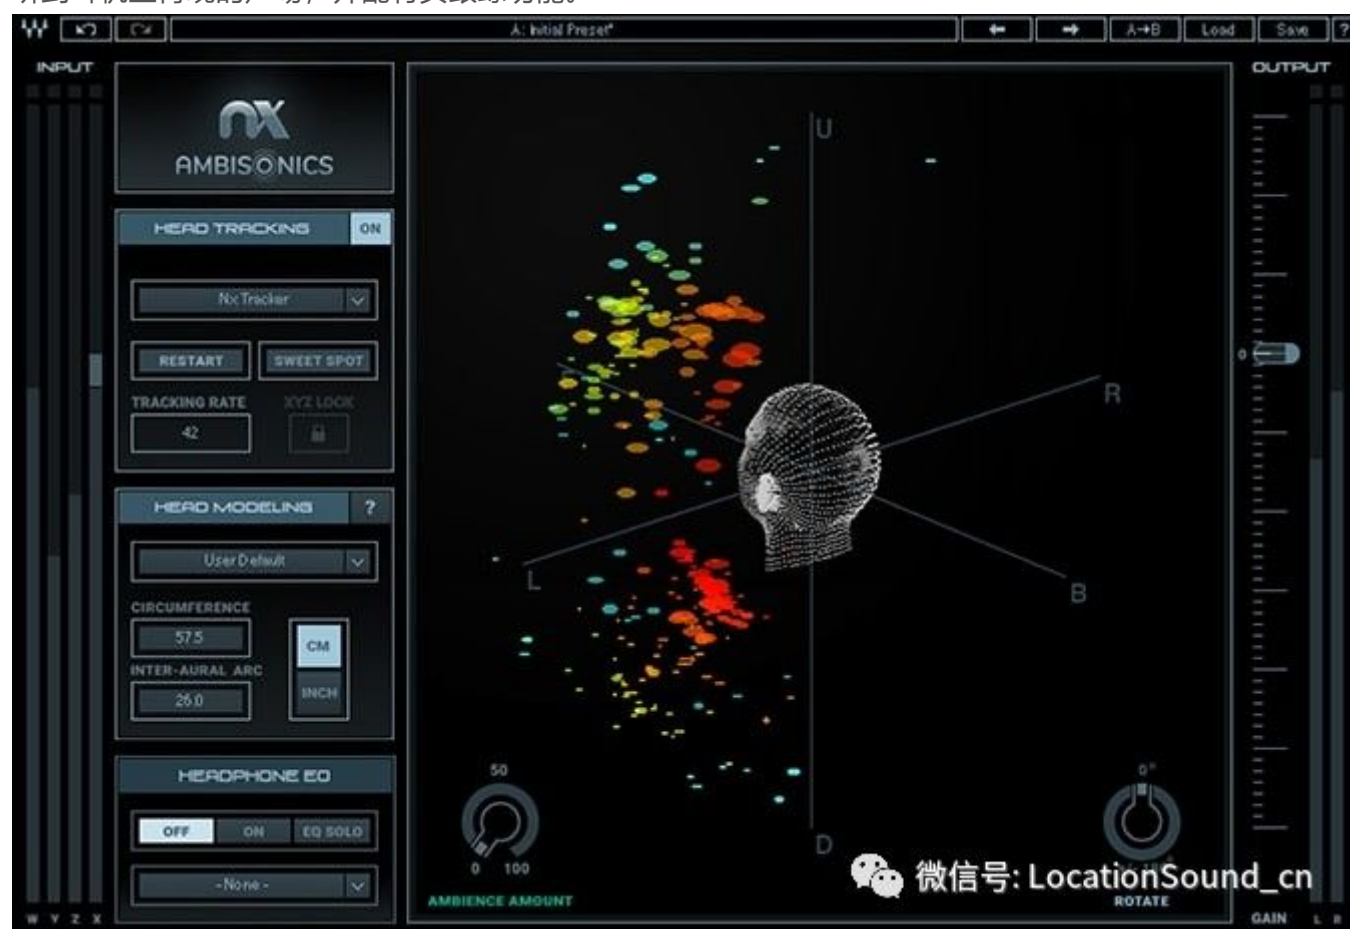 A: Initial Preset*
A→B
Load
Save
?
INPUT
OUTPUT
nx
AMBISONICS
HEAD TRACKING
ON
Nx Tracker
RESTART
SWEET SPOT
TRACKING RATE
XYZ LOCK
42
HEAD MODELING
?
User Default
CIRCUMFERENCE
57.5
CM
INTER-AURAL ARC
26.0
INCH
HEADPHONE EQ
OFF
ON
EQ SOLO
- None -
U
R
L
B
D
50
0
100
AMBIENCE AMOUNT
0°
ROTATE
0
GAIN
W Y Z X
L R
微信号: LocationSound_cn